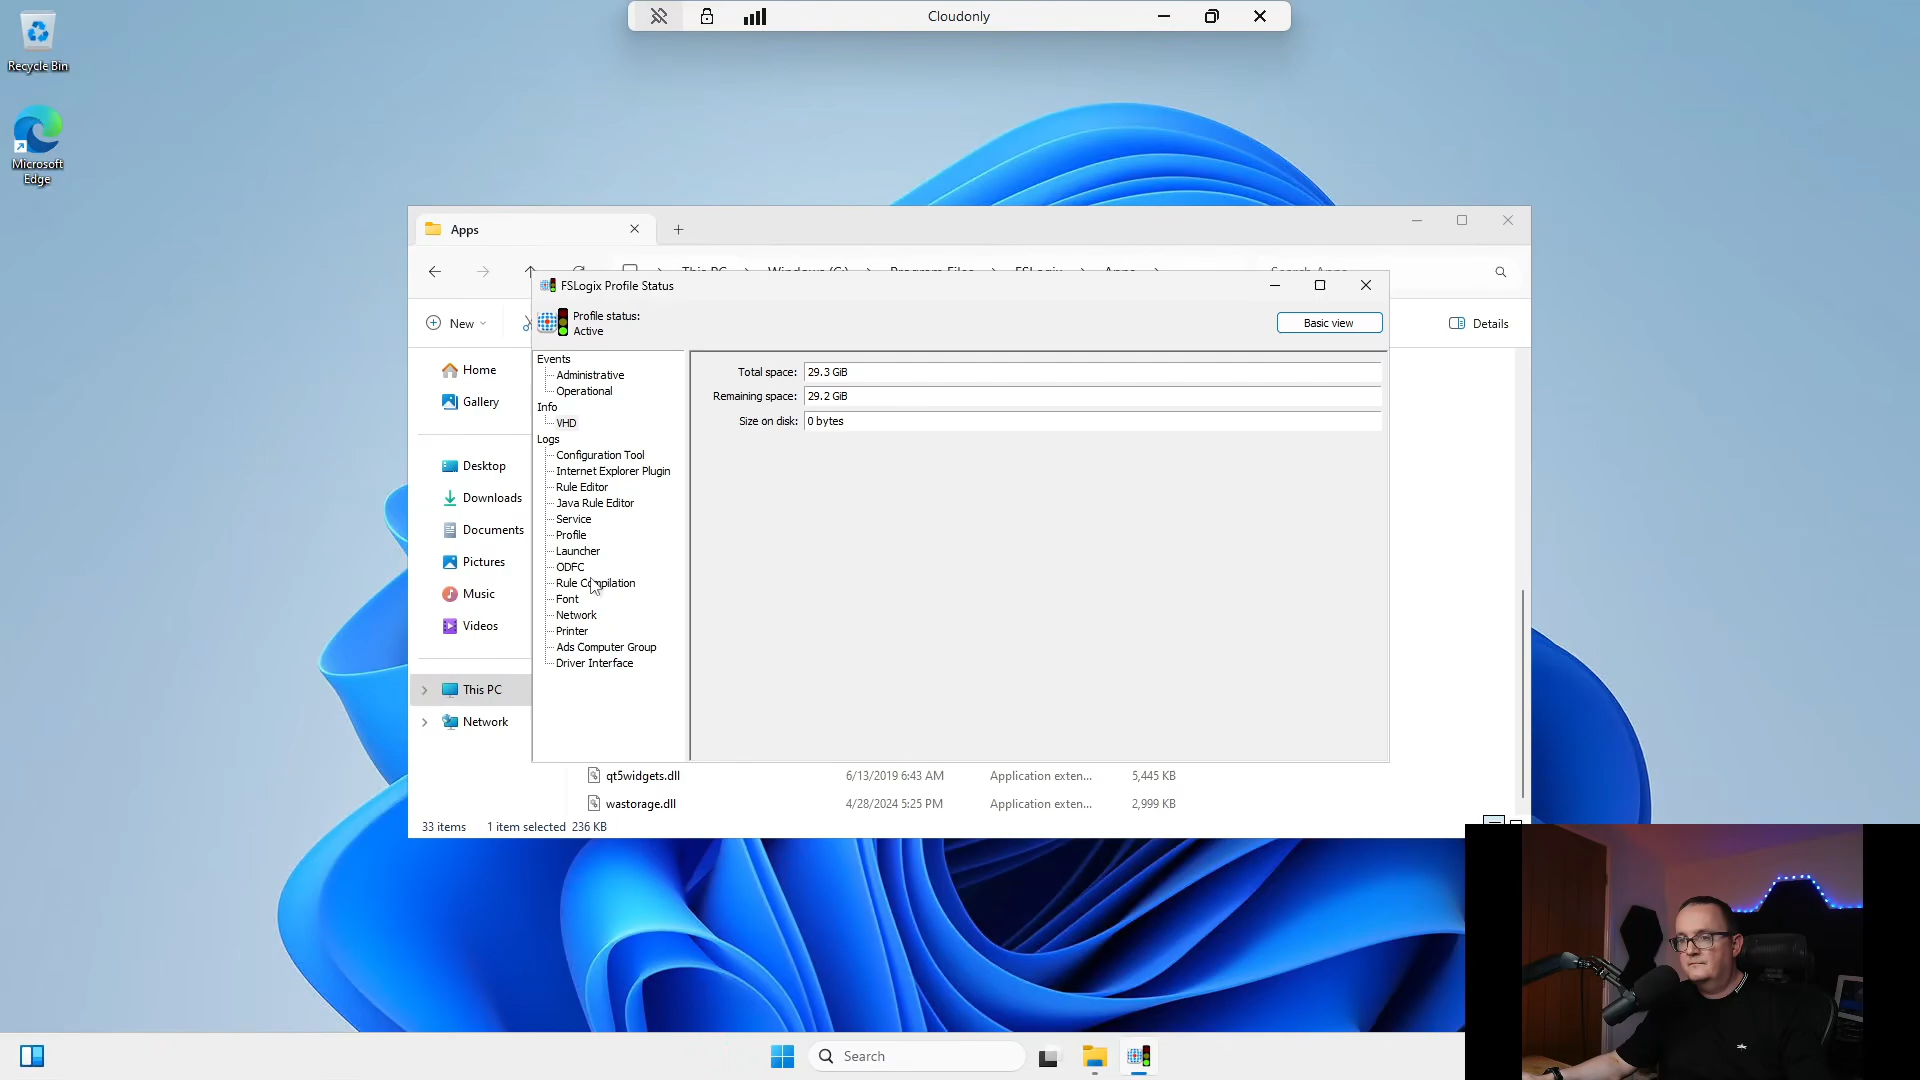 Cloudonly
Recycle Bin
Microsoft
Edge
Apps
New
Details
FSLogix Profile Status
Profile status:
Active
Basic view
Home
Gallery
Desktop
Downloads
Documents
Pictures
Music
Videos
This PC
Network
Events
Administrative
Operational
Info
VHD
Logs
Configuration Tool
Internet Explorer Plugin
Rule Editor
Java Rule Editor
Service
Profile
Launcher
ODFC
Rule Compilation
Font
Network
Printer
Ads Computer Group
Driver Interface
Total space: 29.3 GiB
Remaining space: 29.2 GiB
Size on disk: 0 bytes
qt5widgets.dll 6/13/2019 6:43 AM Application exten... 5,445 KB
wastorage.dll 4/28/2024 5:25 PM Application exten... 2,999 KB
33 items 1 item selected 236 KB
Search